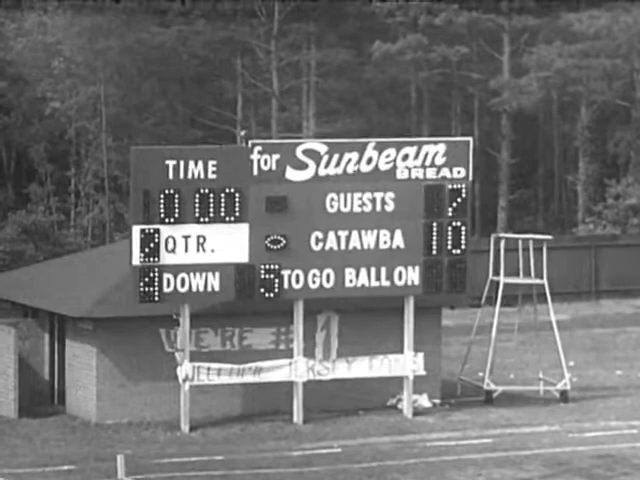 TIME for Sunbeam
BREAD
0 00 GUESTS 7
QTR. CATAWBA 10
4 DOWN 5 TO GO BALL ON
WE'RE # 1